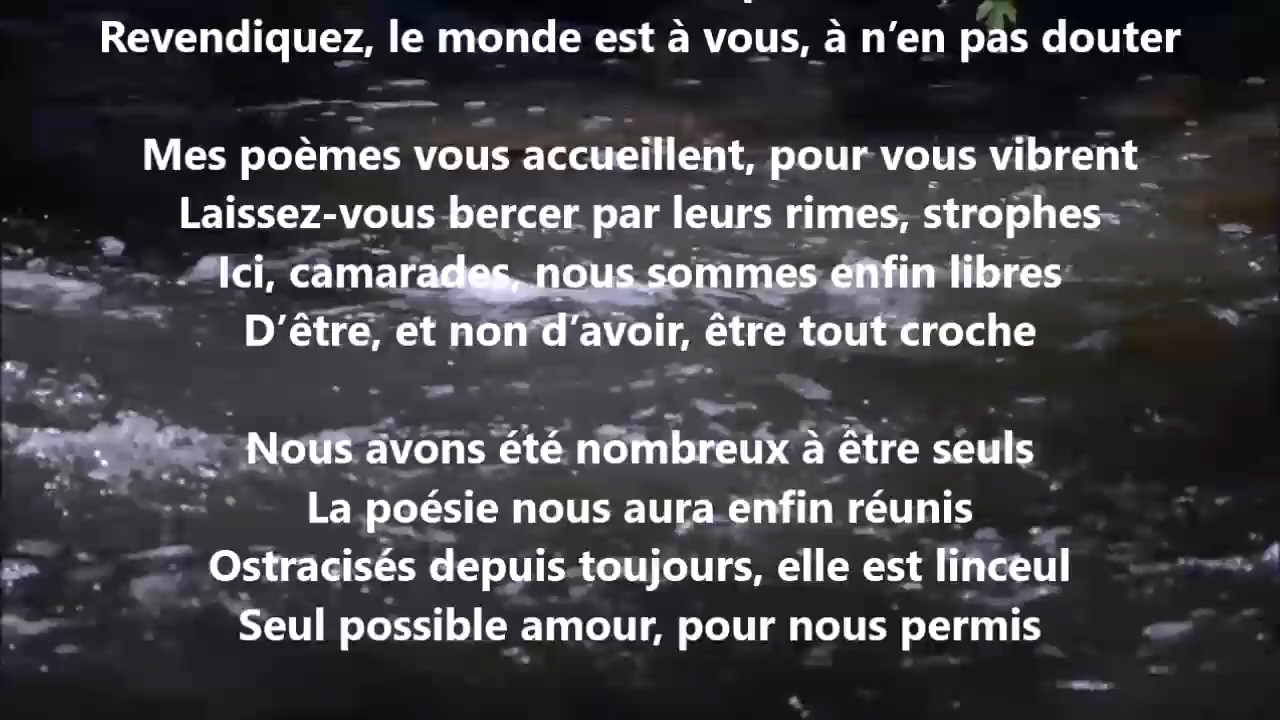 Revendiquez, le monde est à vous, à n’en pas douter
Mes poèmes vous accueillent, pour vous vibrent
Laissez-vous bercer par leurs rimes, strophes
Ici, camarades, nous sommes enfin libres
D’être, et non d’avoir, être tout croche
Nous avons été nombreux à être seuls
La poésie nous aura enfin réunis
Ostracisés depuis toujours, elle est linceul
Seul possible amour, pour nous permis